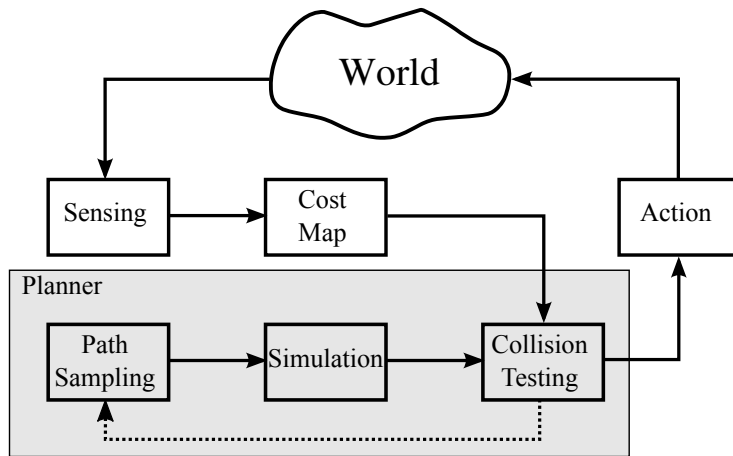 World
Sensing
Cost
Map
Action
Planner
Path
Sampling
Simulation
Collision
Testing